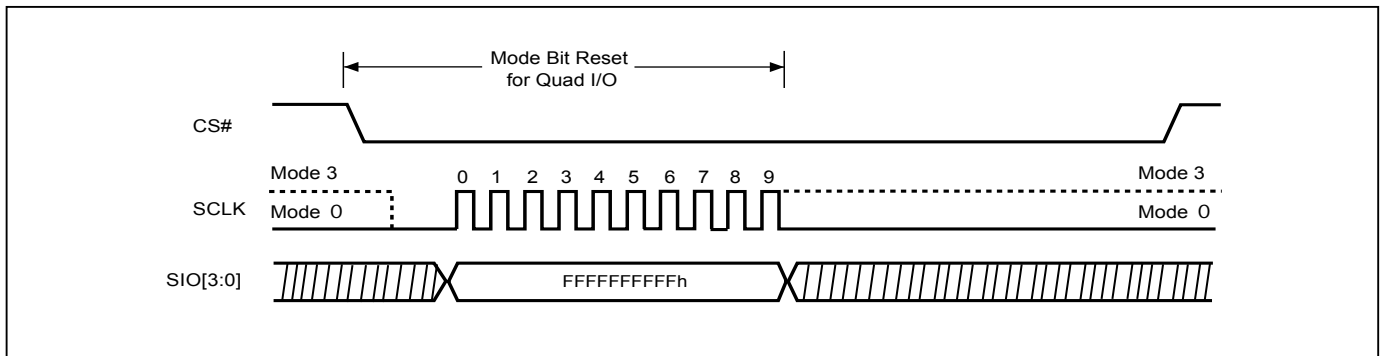 Mode Bit Reset
for Quad I/O
CS#
Mode 3
0 1 2 3 4 5 6 7 8 9
Mode 3
SCLK
Mode 0
Mode 0
SIO[3:0]
FFFFFFFFFFh